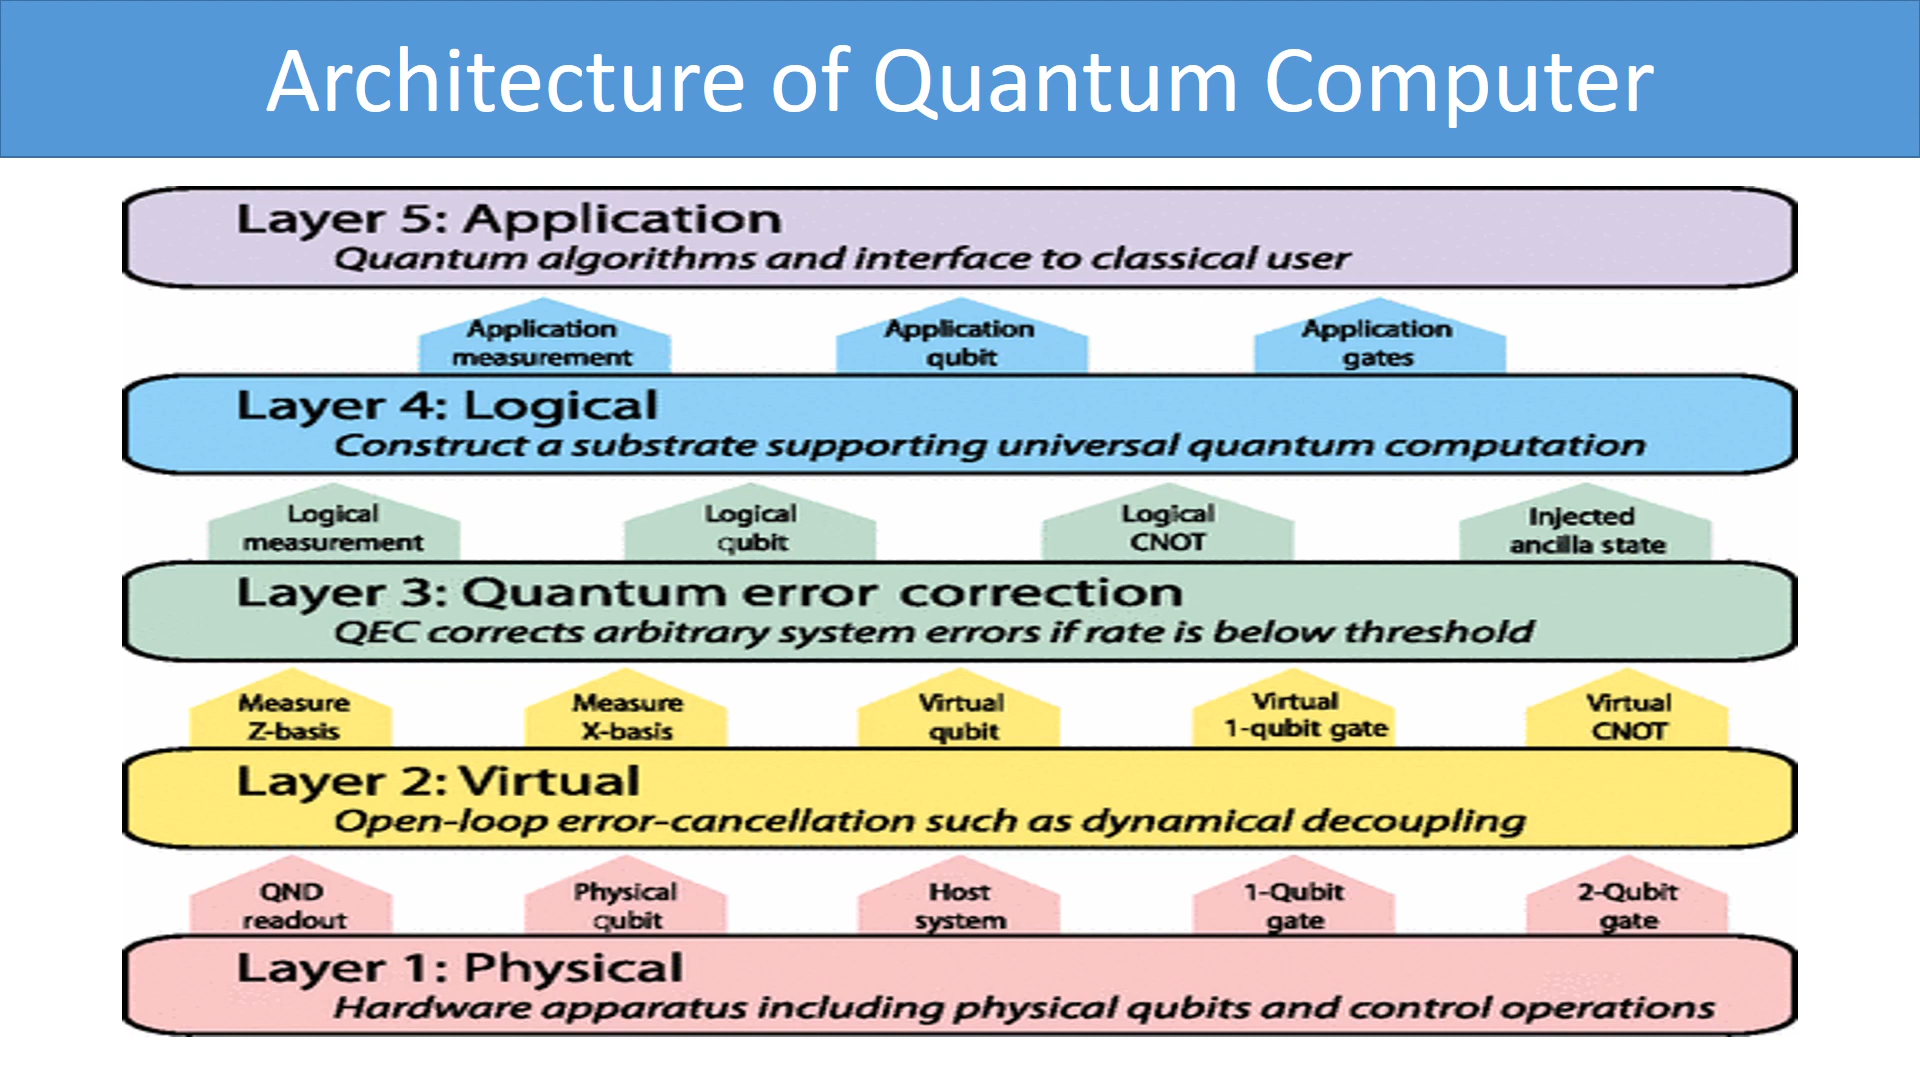 Architecture of Quantum Computer
Layer 5: Application
Quantum algorithms and interface to classical user
Application
measurement
Application
qubit
Application
gates
Layer 4: Logical
Construct a substrate supporting universal quantum computation
Logical
measurement
Logical
qubit
Logical
CNOT
Injected
ancilla state
Layer 3: Quantum error correction
QEC corrects arbitrary system errors if rate is below threshold
Measure
Z-basis
Measure
X-basis
Virtual
qubit
Virtual
1-qubit gate
Virtual
CNOT
Layer 2: Virtual
Open-loop error-cancellation such as dynamical decoupling
QND
readout
Physical
qubit
Host
system
1-Qubit
gate
2-Qubit
gate
Layer 1: Physical
Hardware apparatus including physical qubits and control operations